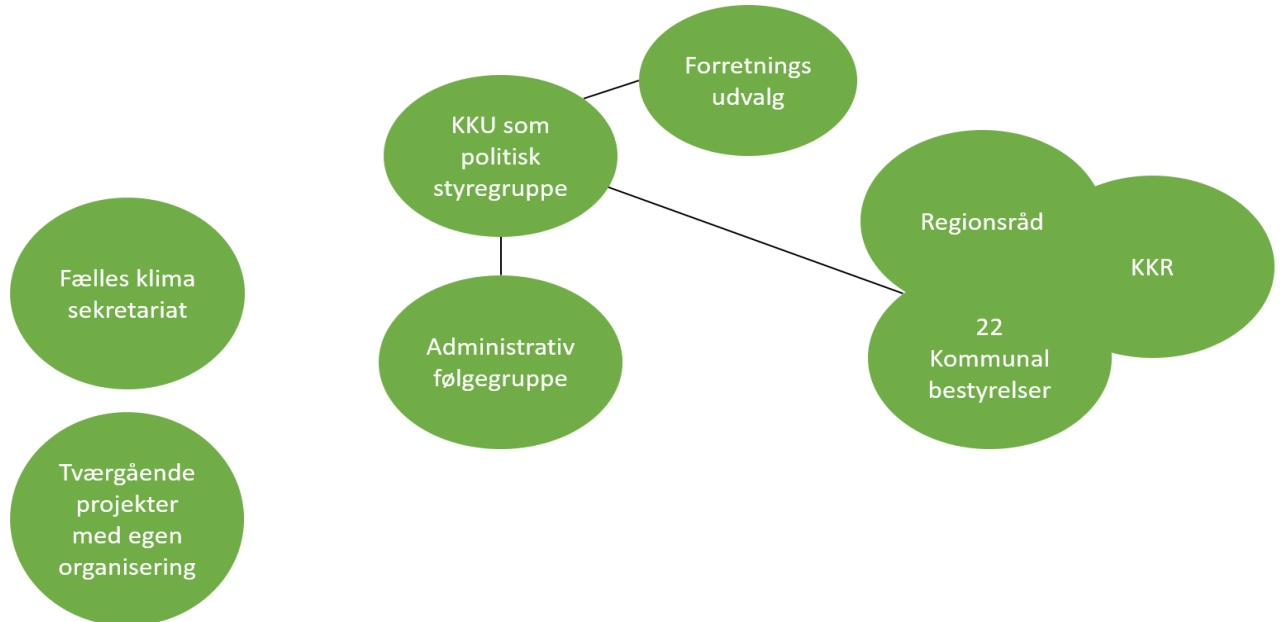 Forretnings
udvalg
KKU som
politisk
styregruppe
Regionsråd
KKR
Fælles klima
sekretariat
Administrativ
følgegruppe
22
Kommunal
bestyrelser
Tværgående
projekter
med egen
organisering